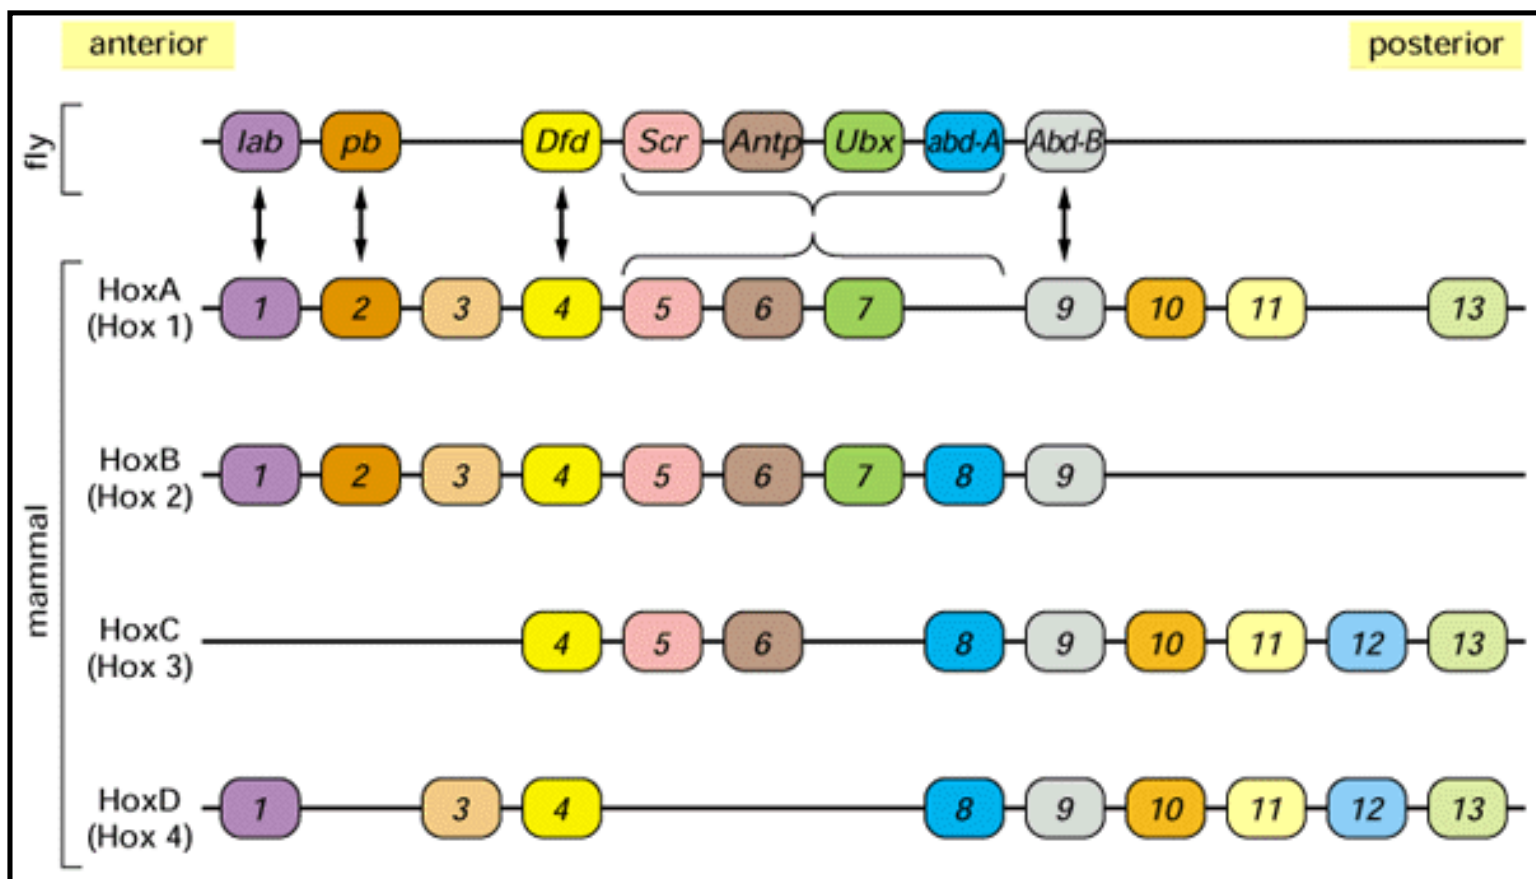 anterior posterior
fly
lab pb Dfd Scr Antp Ubx abd-A Abd-B
mammal
HoxA
(Hox 1)
1 2 3 4 5 6 7 9 10 11 13
HoxB
(Hox 2)
1 2 3 4 5 6 7 8 9
HoxC
(Hox 3)
4 5 6 8 9 10 11 12 13
HoxD
(Hox 4)
1 3 4 8 9 10 11 12 13